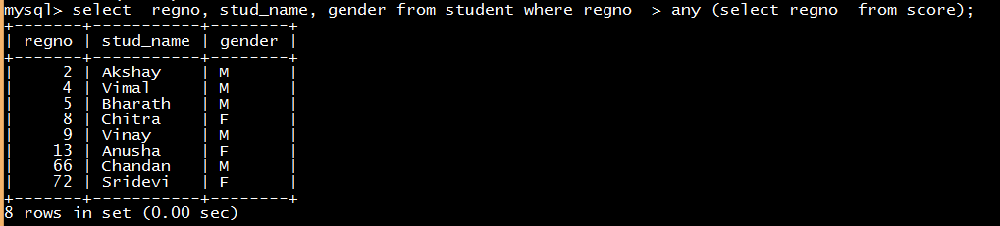 mysql> select  regno, stud_name, gender from student where regno  > any (select regno  from score);
+-------+-----------+--------+
| regno | stud_name | gender |
+-------+-----------+--------+
|     2 | Akshay    | M      |
|     4 | Vimal     | M      |
|     5 | Bharath   | M      |
|     8 | Chitra    | F      |
|     9 | Vinay     | M      |
|    13 | Anusha    | F      |
|    66 | Chandan   | M      |
|    72 | Sridevi   | F      |
+-------+-----------+--------+
8 rows in set (0.00 sec)